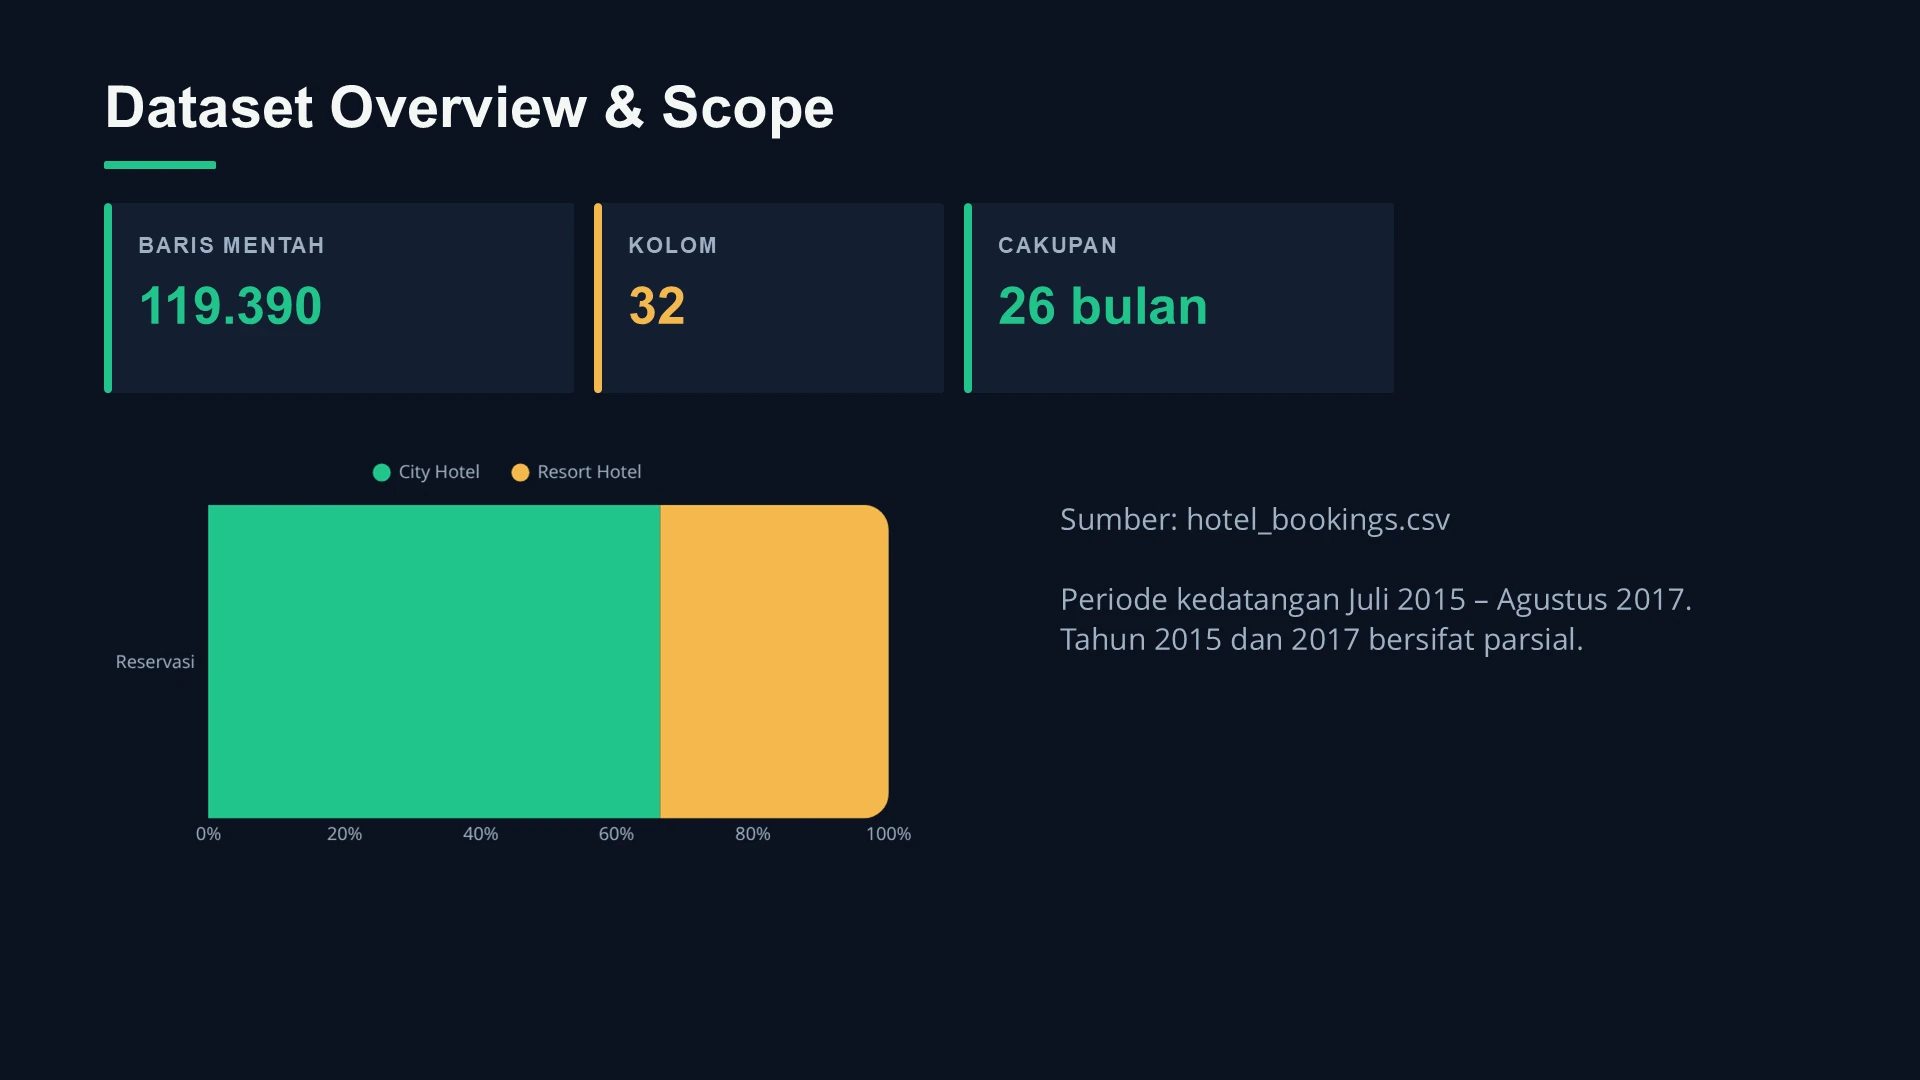 Dataset Overview & Scope
BARIS MENTAH
119.390
KOLOM
32
CAKUPAN
26 bulan
City Hotel
Resort Hotel
Reservasi
0%
20%
40%
60%
80%
100%
Sumber: hotel_bookings.csv
Periode kedatangan Juli 2015 – Agustus 2017.
Tahun 2015 dan 2017 bersifat parsial.